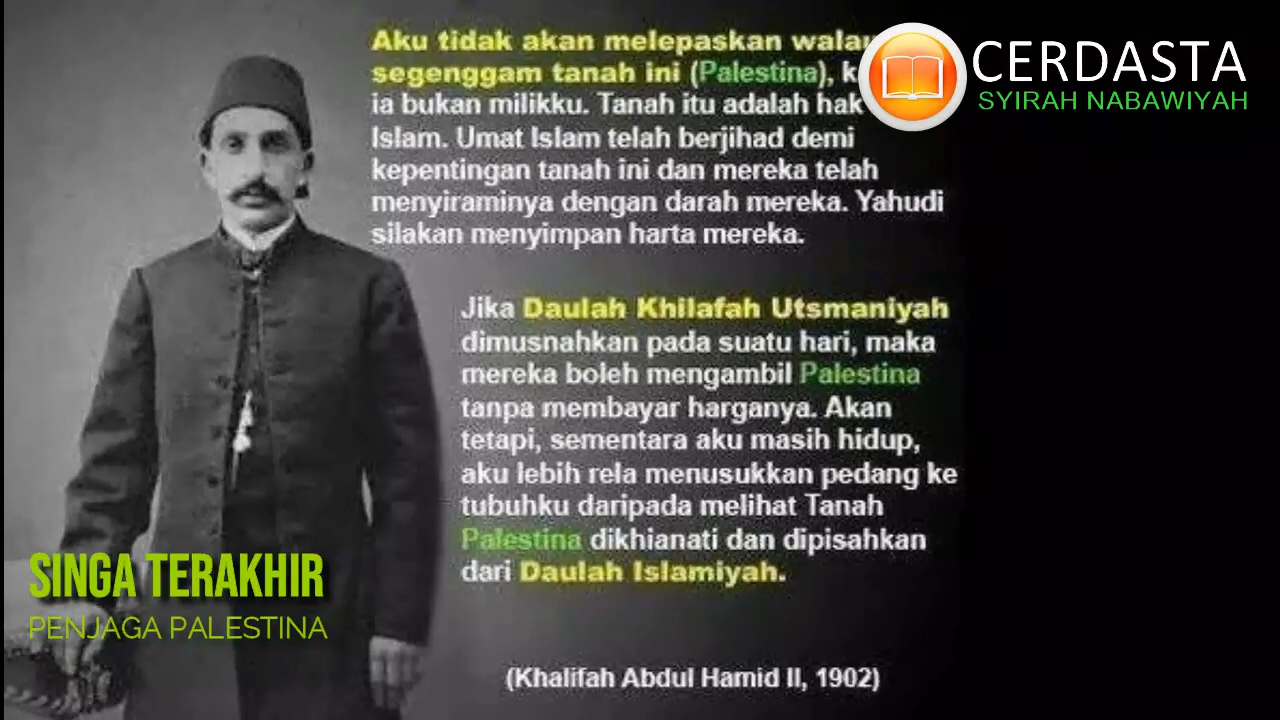 Aku tidak akan melepaskan
segenggam tanah ini (Palestina),
ia bukan milikku. Tanah itu adalah hak
Islam. Umat Islam telah berjihad demi
kepentingan tanah ini dan mereka telah
menyiraminya dengan darah mereka. Yahudi
silakan menyimpan harta mereka.
CERDASTA
SYIRAH NABAWIYAH
Jika Daulah Khilafah Utsmaniyah
dimusnahkan pada suatu hari, maka
mereka boleh mengambil Palestina
tanpa membayar harganya. Akan
tetapi, sementara aku masih hidup,
aku lebih rela menusukkan pedang ke
tubuhku daripada melihat Tanah
Palestina dikhianati dan dipisahkan
dari Daulah Islamiyah.
(Khalifah Abdul Hamid II, 1902)
SINGA TERAKHIR
PENJAGA PALESTINA